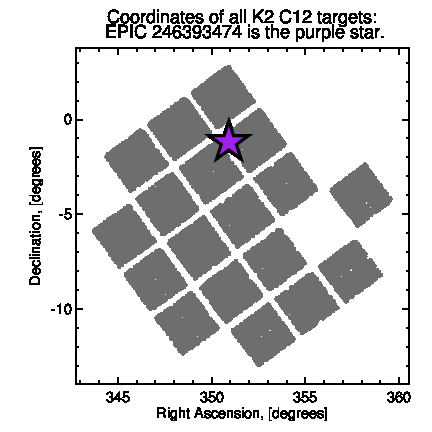 Coordinates of all K2 C12 targets:
EPIC 246393474 is the purple star.
0
-5
-10
Declination, [degrees]
345 350 355 360
Right Ascension, [degrees]